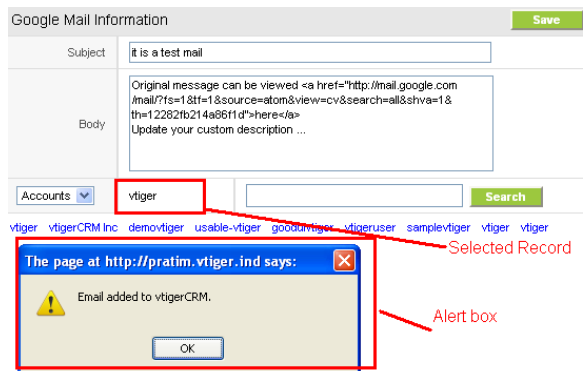 Google Mail Information
Save
Subject
it is a test mail
Body
Original message can be viewed <a href="http://mail.google.com
/mail/?fs=1&tf=1&source=atom&view=cv&search=all&shva=1&
th=12282fb214a86f1d">here</a>
Update your custom description ...
Accounts
vtiger
Search
vtiger vtigerCRM Inc demovtiger usable-vtiger goodurvtiger vtigeruser samplevtiger vtiger vtiger
Selected Record
The page at http://pratim.vtiger.ind says:
Email added to vtigerCRM.
Alert box
OK